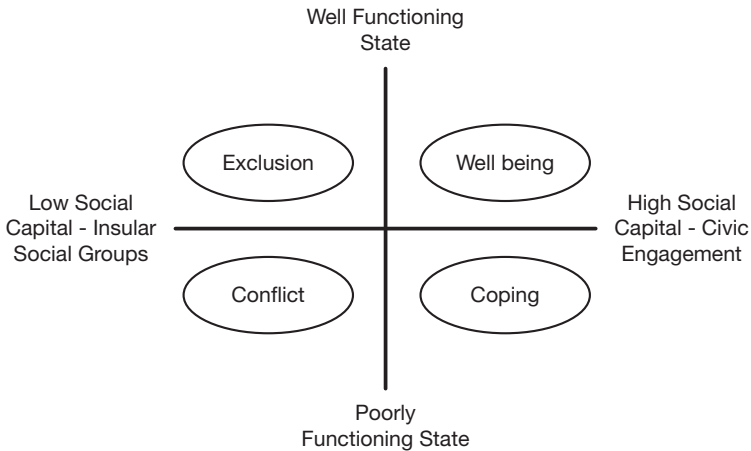 Well Functioning
State
Exclusion
Well being
Low Social
Capital - Insular
Social Groups
High Social
Capital - Civic
Engagement
Conflict
Coping
Poorly
Functioning State